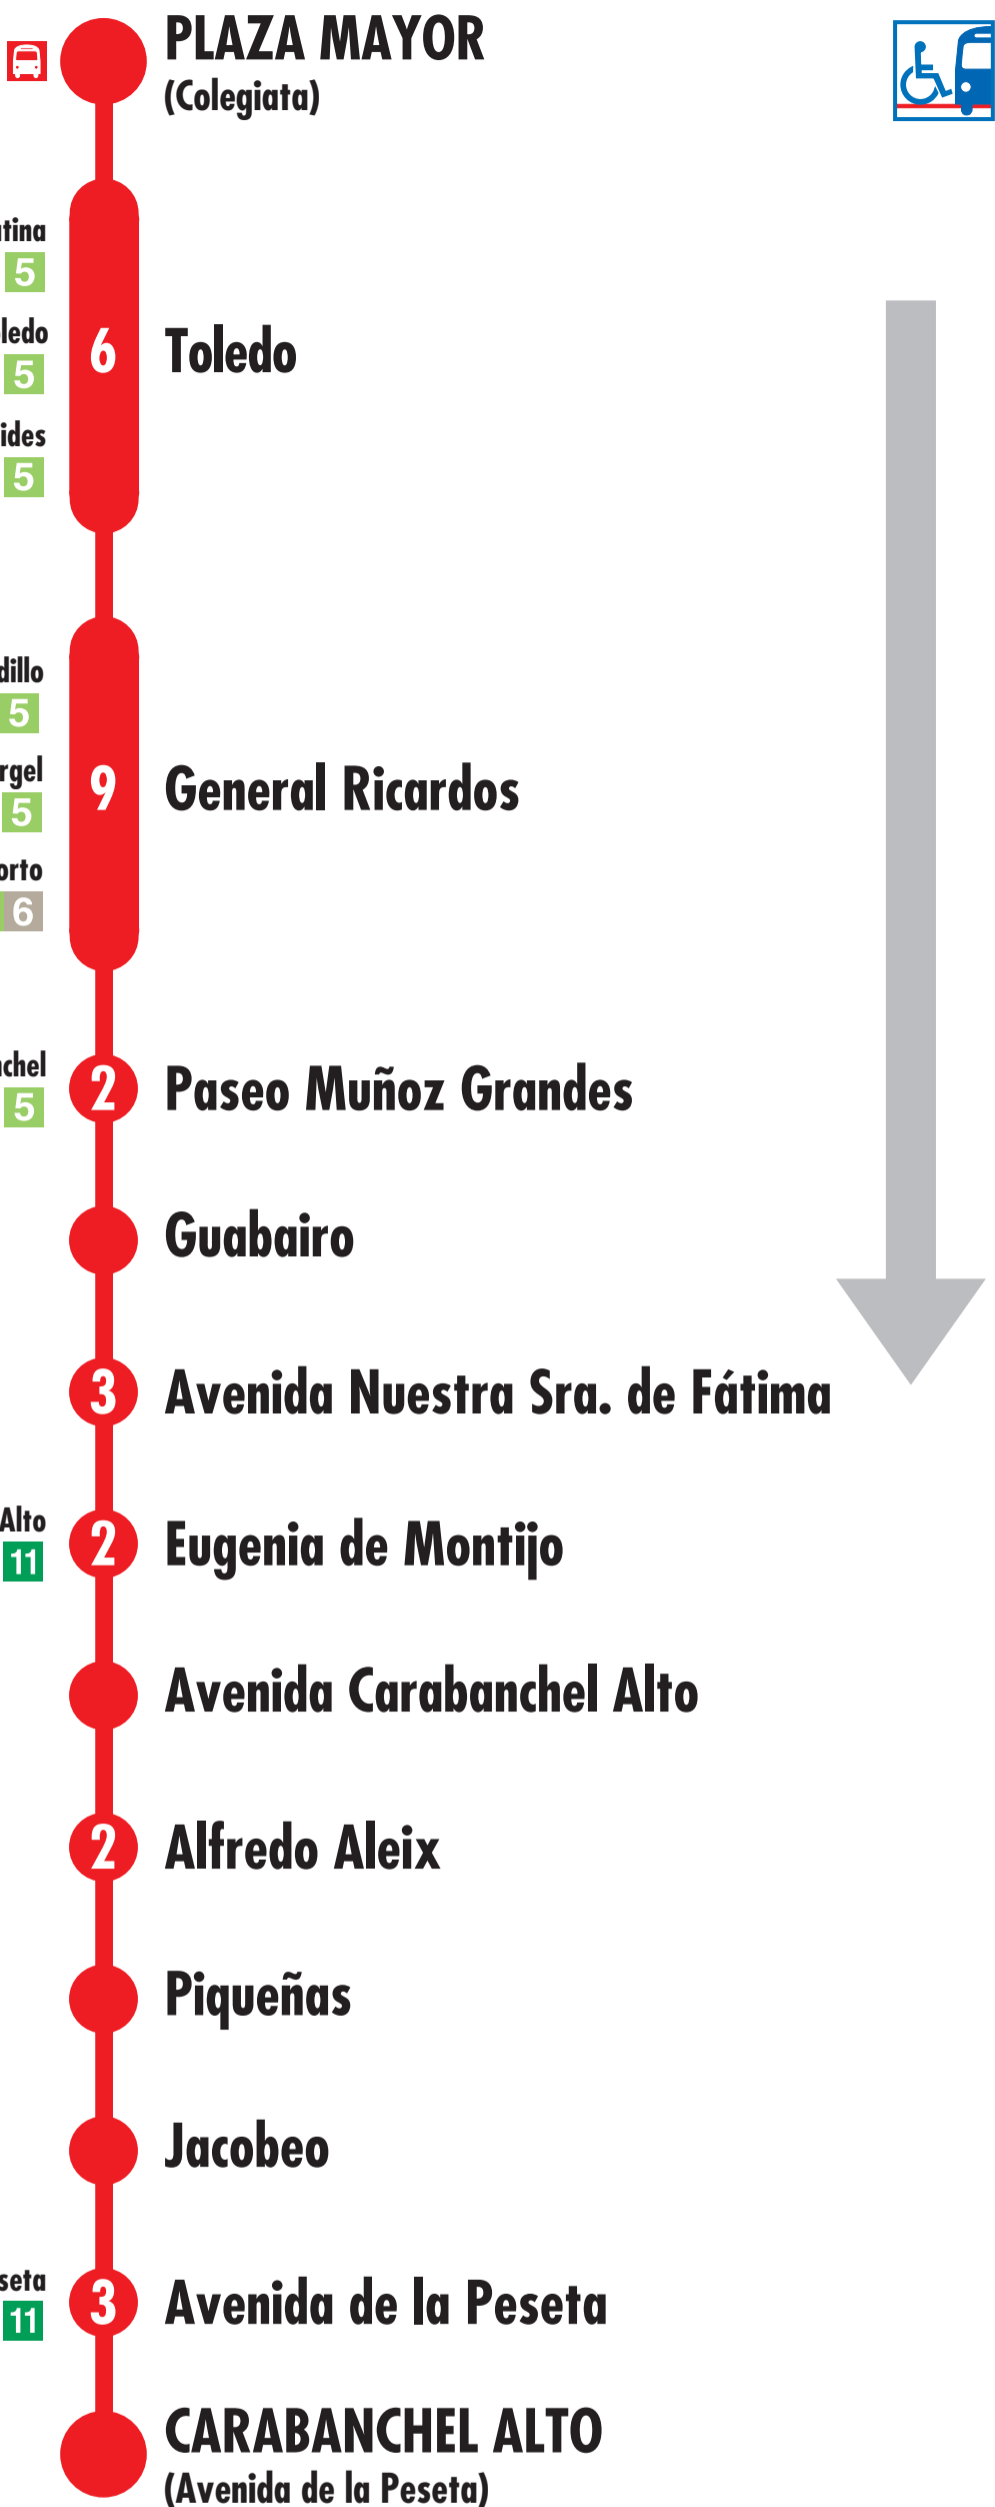 PLAZA MAYOR
(Colegiata)
5
5
6
Toledo
5
5
9
General Ricardos
5
6
2
Paseo Muñoz Grandes
5
Guabairo
3
Avenida Nuestra Sra. de Fátima
Alto
2
Eugenia de Montijo
11
Avenida Carabanchel Alto
2
Alfredo Aleix
Piqueñas
Jacobeo
3
Avenida de la Peseta
11
CARABANCHEL ALTO
(Avenida de la Peseta)